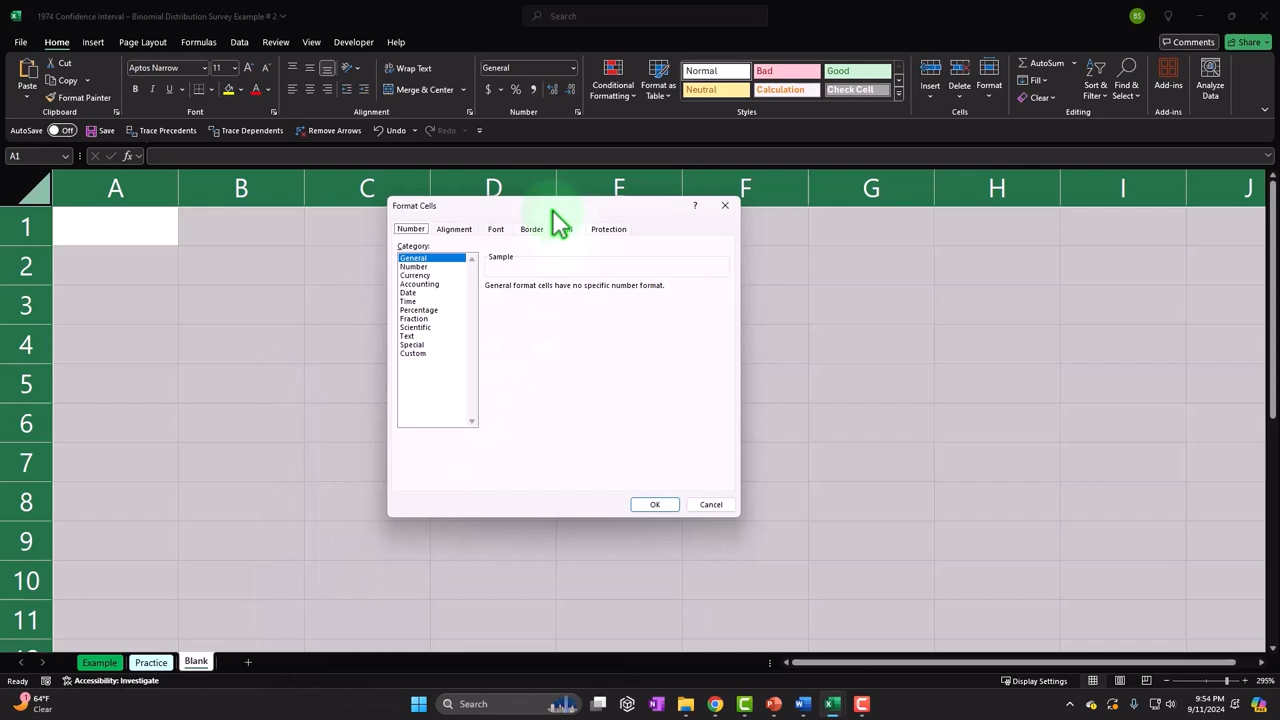 1974 Confidence Interval – Binomial Distribution Survey Example # 2
Search
BS
File Home Insert Page Layout Formulas Data Review View Developer Help
Comments Share
Paste
Cut
Copy
Format Painter
Clipboard
Aptos Narrow 11
B I U
Font
Wrap Text
Merge & Center
Alignment
General
$ % 9
Number
Conditional Formatting
Format as Table
Normal Bad Good
Neutral Calculation Check Cell
Styles
Insert Delete Format
Cells
AutoSum
Fill
Clear
Sort & Filter
Find & Select
Editing
Add-ins
Add-ins
Analyze Data
AutoSave Off Save Trace Precedents Trace Dependents Remove Arrows Undo Redo
A1 fx
A B C D E F G H I J
1
2
3
4
5
6
7
8
9
10
11
Format Cells ?
Number Alignment Font Border Protection
Category:
General
Number
Currency
Accounting
Date
Time
Percentage
Fraction
Scientific
Text
Special
Custom
Sample
General format cells have no specific number format.
OK Cancel
Example Practice Blank
Ready Accessibility: Investigate Display Settings 295%
1 64°F
Clear
Search
9:54 PM
9/11/2024